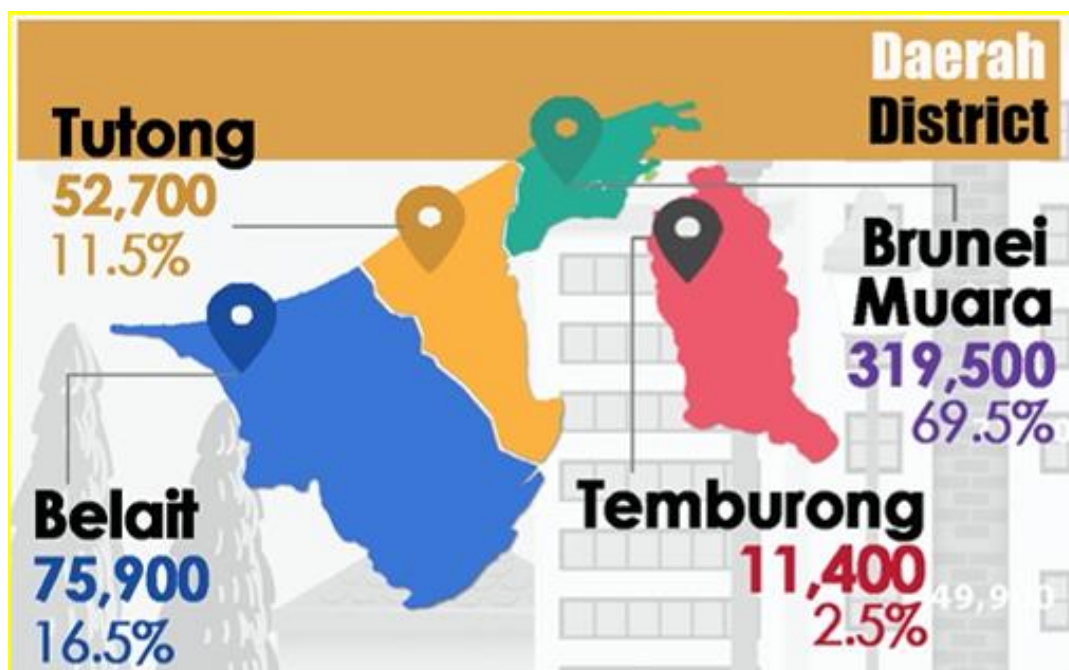 Daerah
District
Tutong
52,700
11.5%
Brunei
Muara
319,500
69.5%
Belait
75,900
16.5%
Temburong
11,400
2.5%